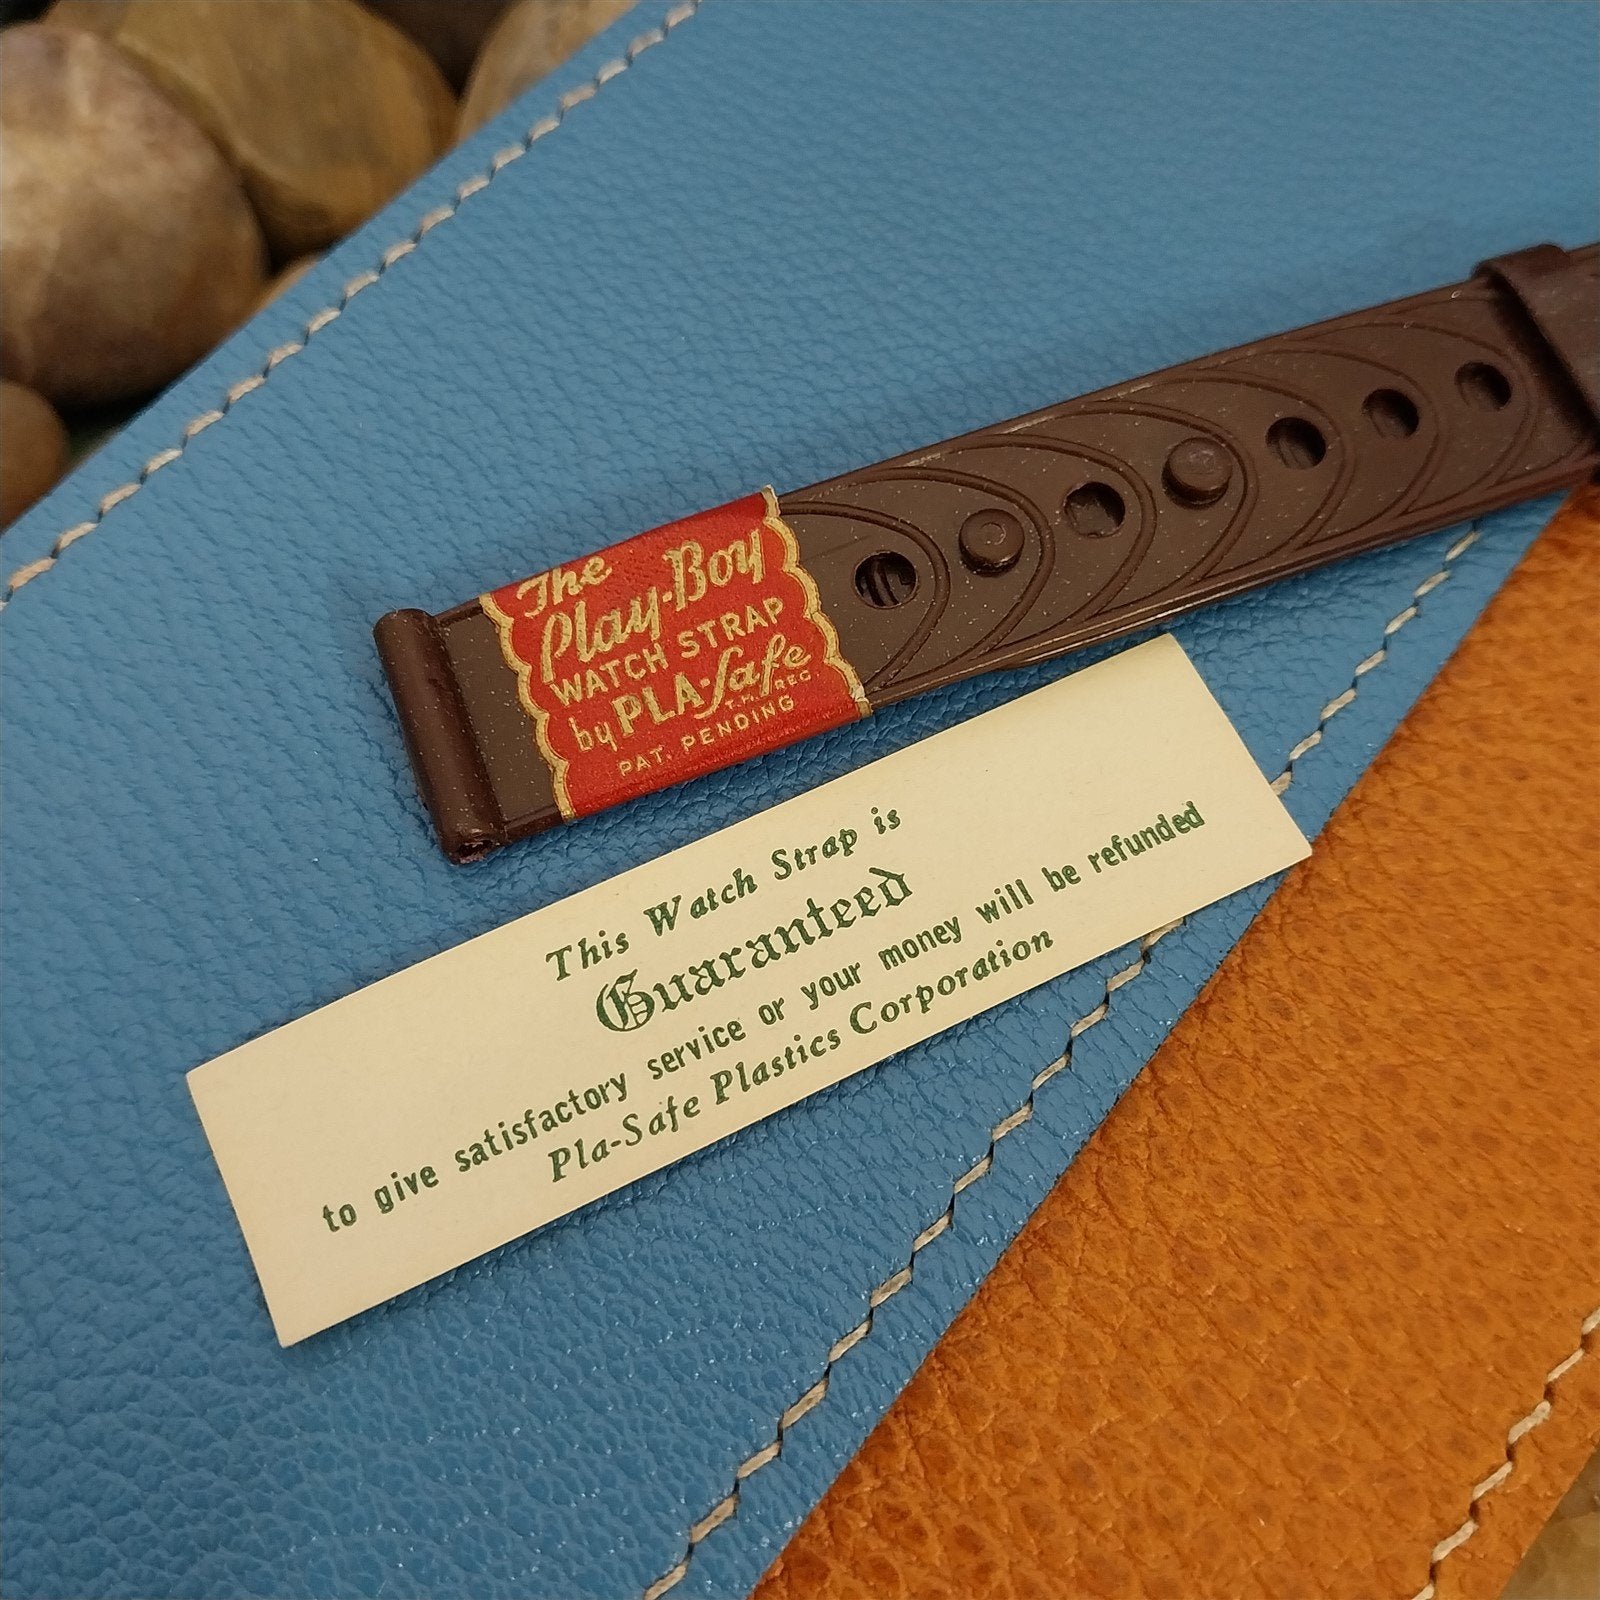 The
Play-Boy
WATCH STRAP
by PLA-Safe
T.M. REG.
PAT. PENDING
This Watch Strap is
Guaranteed
to give satisfactory service or your money will be refunded
Pla-Safe Plastics Corporation